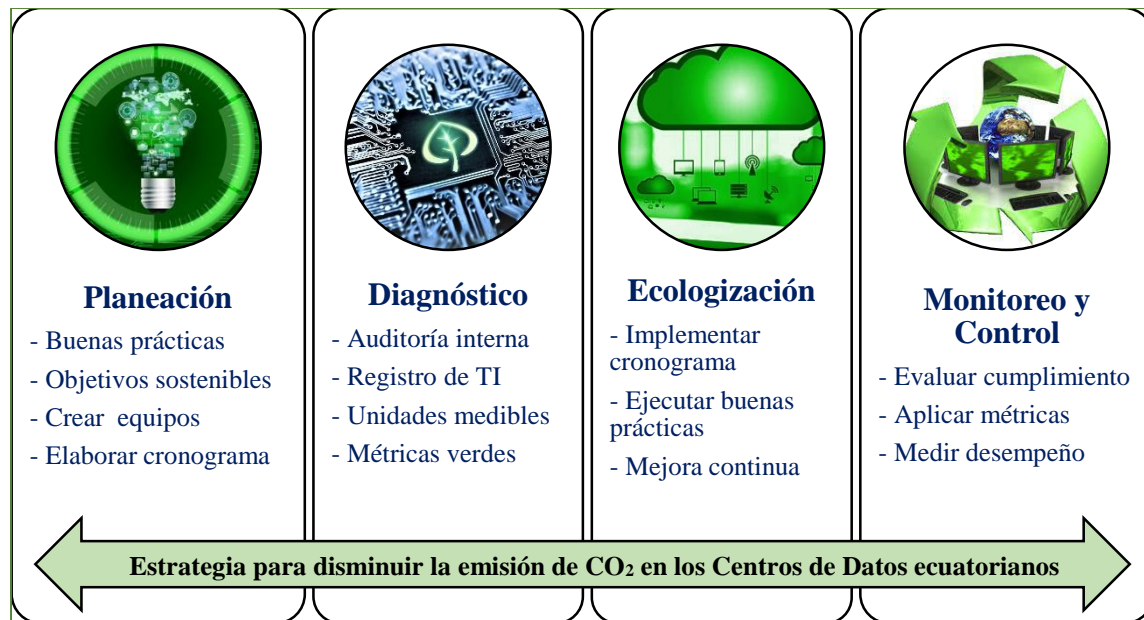 Planeación
- Buenas prácticas
- Objetivos sostenibles
- Crear equipos
- Elaborar cronograma
Diagnóstico
- Auditoría interna
- Registro de TI
- Unidades medibles
- Métricas verdes
Ecologización
- Implementar
cronograma
- Ejecutar buenas
prácticas
- Mejora continua
Monitoreo y
Control
- Evaluar cumplimiento
- Aplicar métricas
- Medir desempeño
Estrategia para disminuir la emisión de CO₂ en los Centros de Datos ecuatorianos